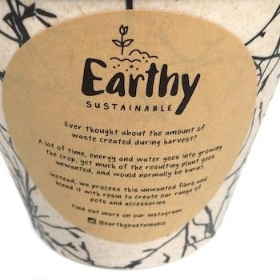 Earthy
SUSTAINABLE
Ever thought about the amount of
waste created during harvest?
A lot of time, energy and water goes into growing
the crop, yet much of the resulting plant goes
unwanted, and would normally be burnt.
Instead, we process this unwanted fibre and
blend it with resin to create our range of
pots and accessories.
Find out more on our Instagram:
@earthysustainable